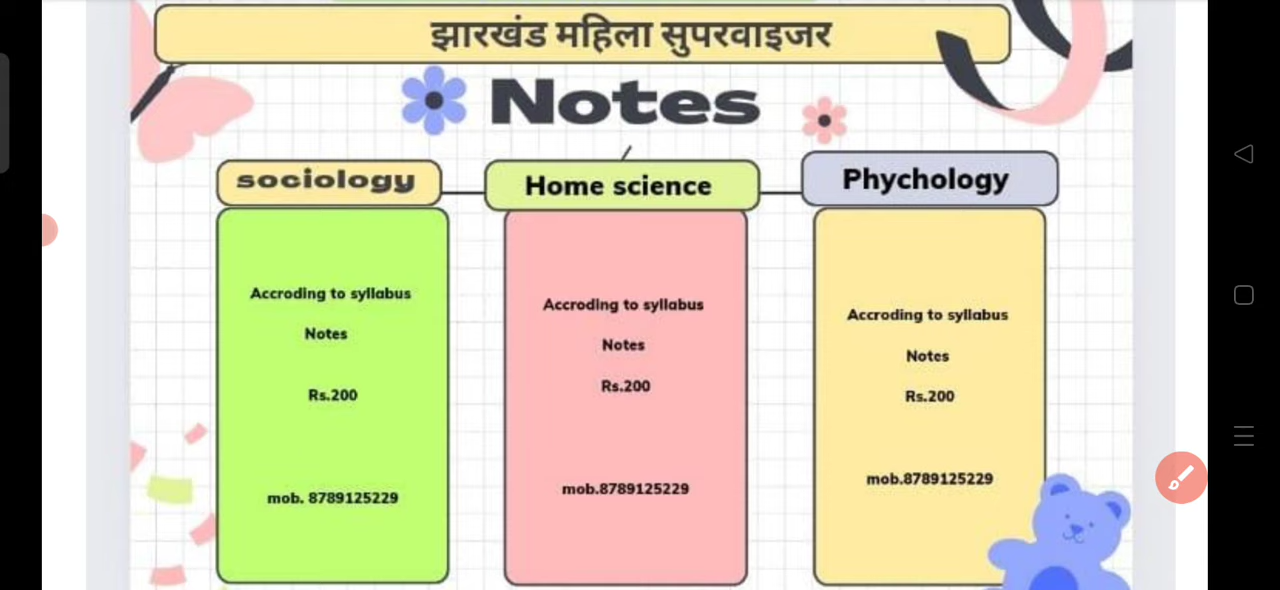 झारखंड महिला सुपरवाइजर
Notes
sociology
Accroding to syllabus
Notes
Rs.200
mob. 8789125229
Home science
Accroding to syllabus
Notes
Rs.200
mob.8789125229
Phychology
Accroding to syllabus
Notes
Rs.200
mob.8789125229